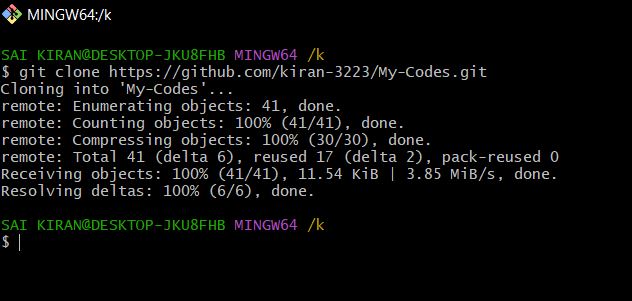 MINGW64:/k
SAI KIRAN@DESKTOP-JKU8FHB MINGW64 /k
$ git clone https://github.com/kiran-3223/My-Codes.git
Cloning into 'My-Codes'...
remote: Enumerating objects: 41, done.
remote: Counting objects: 100% (41/41), done.
remote: Compressing objects: 100% (30/30), done.
remote: Total 41 (delta 6), reused 17 (delta 2), pack-reused 0
Receiving objects: 100% (41/41), 11.54 KiB | 3.85 MiB/s, done.
Resolving deltas: 100% (6/6), done.
SAI KIRAN@DESKTOP-JKU8FHB MINGW64 /k
$